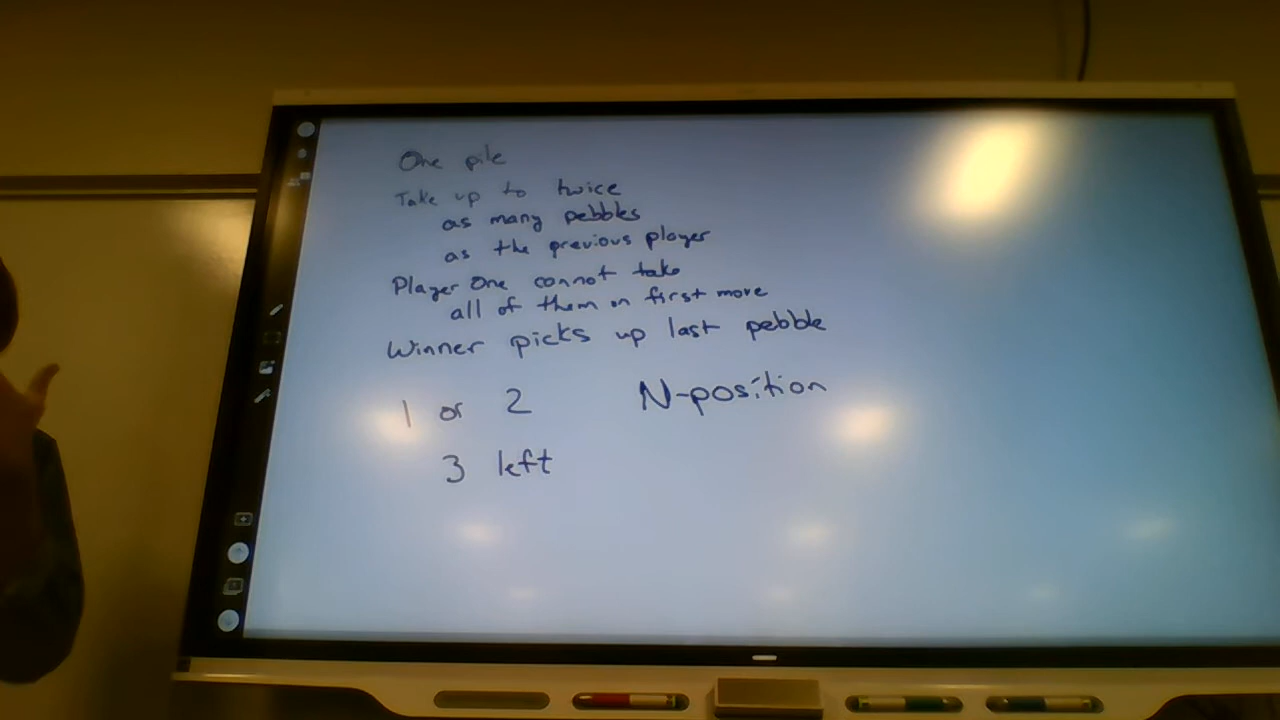 One pile
Take up to twice
as many pebbles
as the previous player
Player One cannot take
all of them on first move
Winner picks up last pebble
1 or 2 N-position
3 left